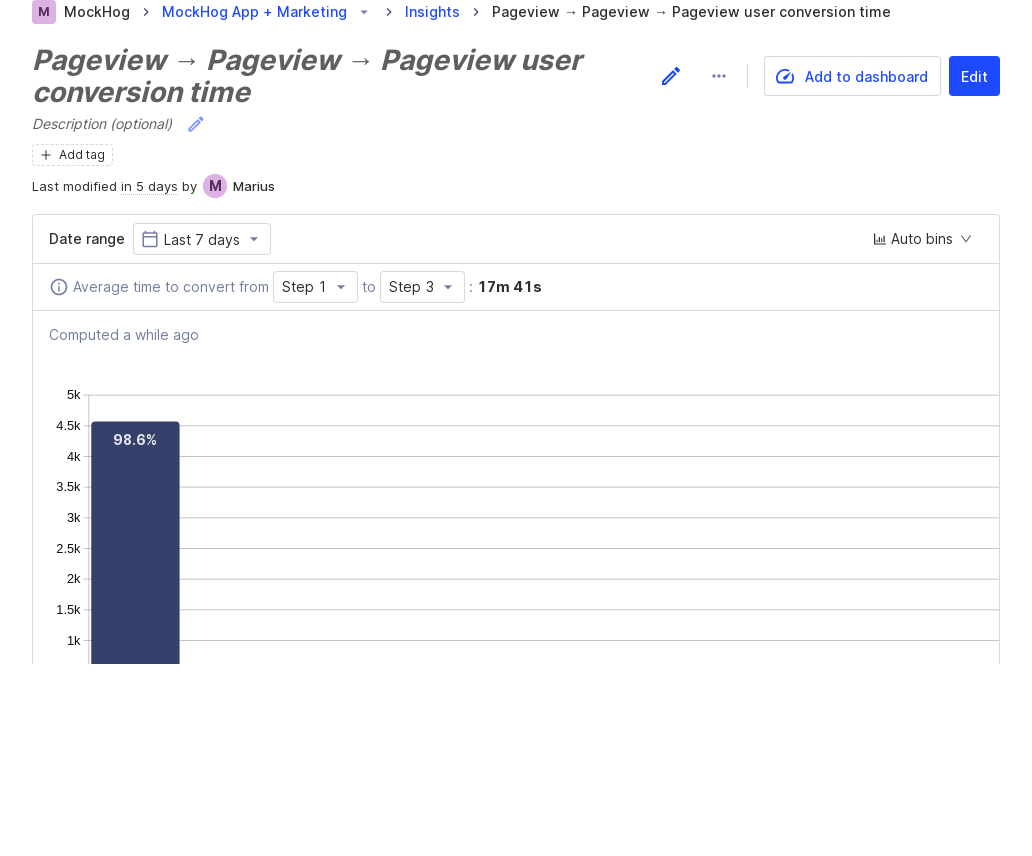 M MockHog > MockHog App + Marketing > Insights > Pageview → Pageview → Pageview user conversion time
Pageview → Pageview → Pageview user
conversion time
Add to dashboard
Edit
Description (optional)
+ Add tag
Last modified in 5 days by M Marius
Date range Last 7 days Auto bins
Average time to convert from Step 1 to Step 3 : 17m 41s
Computed a while ago
5k
4.5k
98.6%
4k
3.5k
3k
2.5k
2k
1.5k
1k